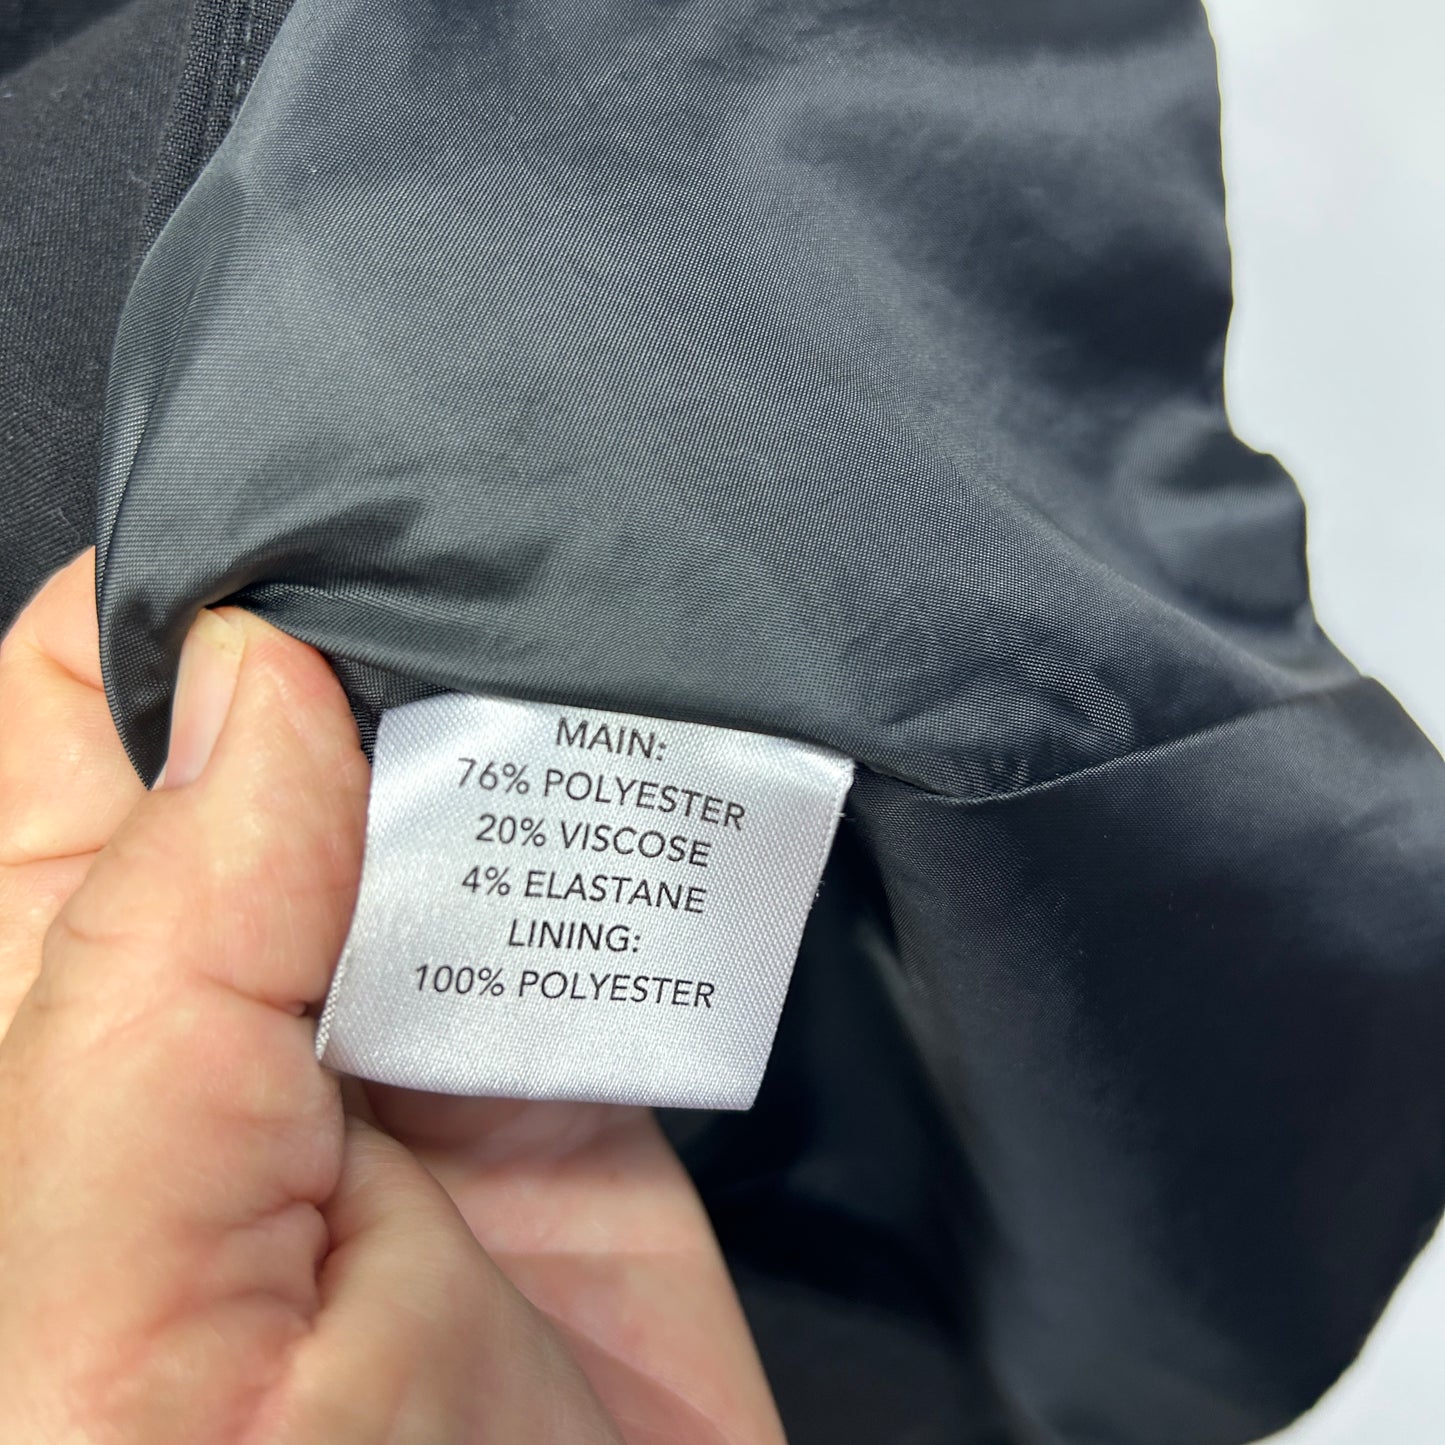 MAIN:
76% POLYESTER
20% VISCOSE
4% ELASTANE
LINING:
100% POLYESTER